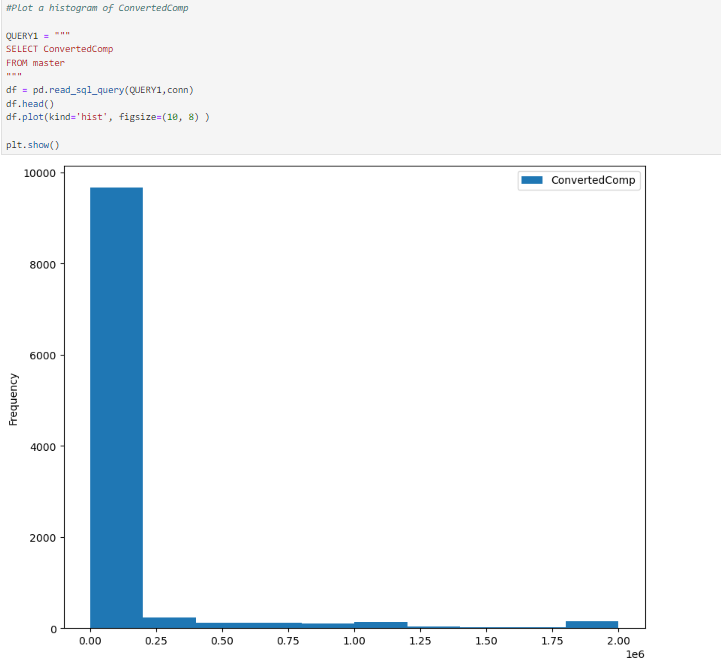 #Plot a histogram of ConvertedComp
QUERY1 = """
SELECT ConvertedComp
FROM master
"""
df = pd.read_sql_query(QUERY1,conn)
df.head()
df.plot(kind='hist', figsize=(10, 8) )
plt.show()
ConvertedComp
10000
8000
6000
4000
2000
0
Frequency
0.00 0.25 0.50 0.75 1.00 1.25 1.50 1.75 2.00
1e6